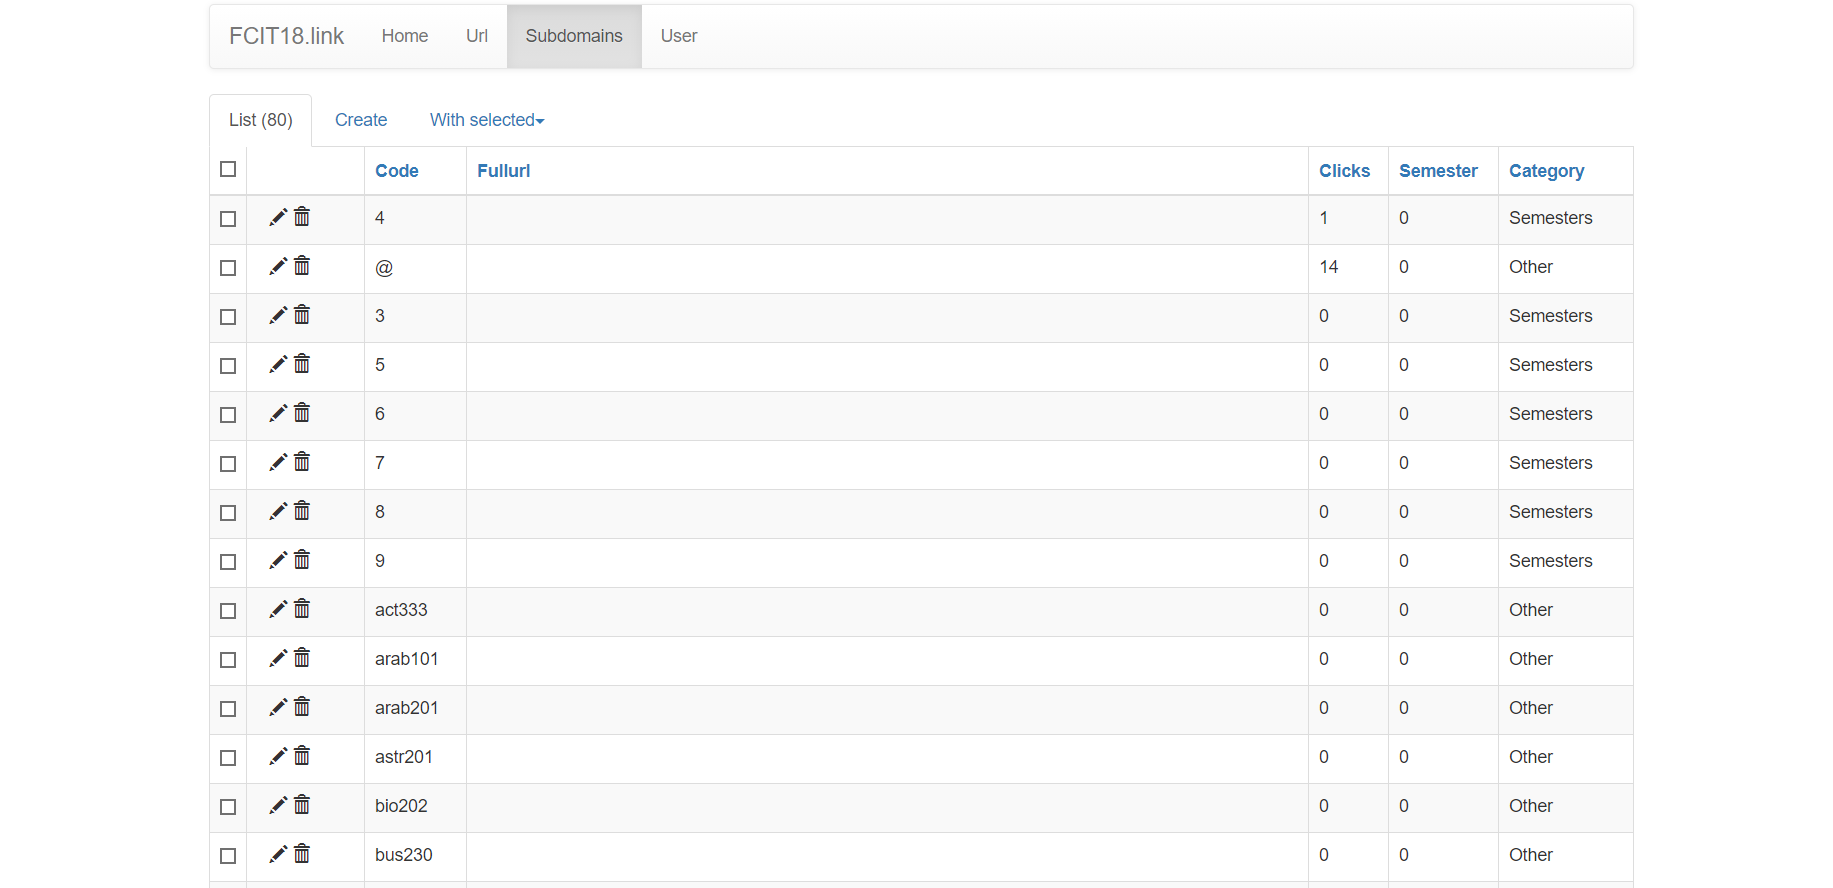 FCIT18.link Home Url Subdomains User
List (80) Create With selected
Code Fullurl Clicks Semester Category
4 1 0 Semesters
@ 14 0 Other
3 0 0 Semesters
5 0 0 Semesters
6 0 0 Semesters
7 0 0 Semesters
8 0 0 Semesters
9 0 0 Semesters
act333 0 0 Other
arab101 0 0 Other
arab201 0 0 Other
astr201 0 0 Other
bio202 0 0 Other
bus230 0 0 Other